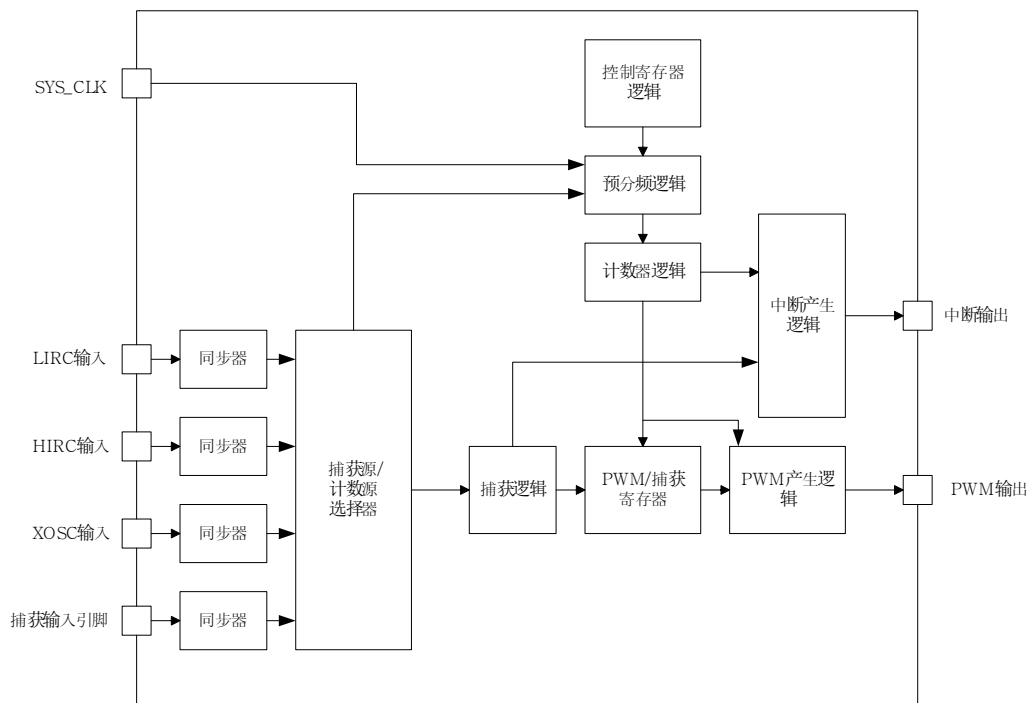 控制寄存器
逻辑
SYS_CLK
预分频逻辑
计数器逻辑
中断产生
逻辑
中断输出
LIRC输入
同步器
HIRC输入
同步器
捕获源/
计数源
选择器
捕获逻辑
PWM/捕获
寄存器
PWM产生逻
辑
PWM输出
XOSC输入
同步器
捕获输入引脚
同步器